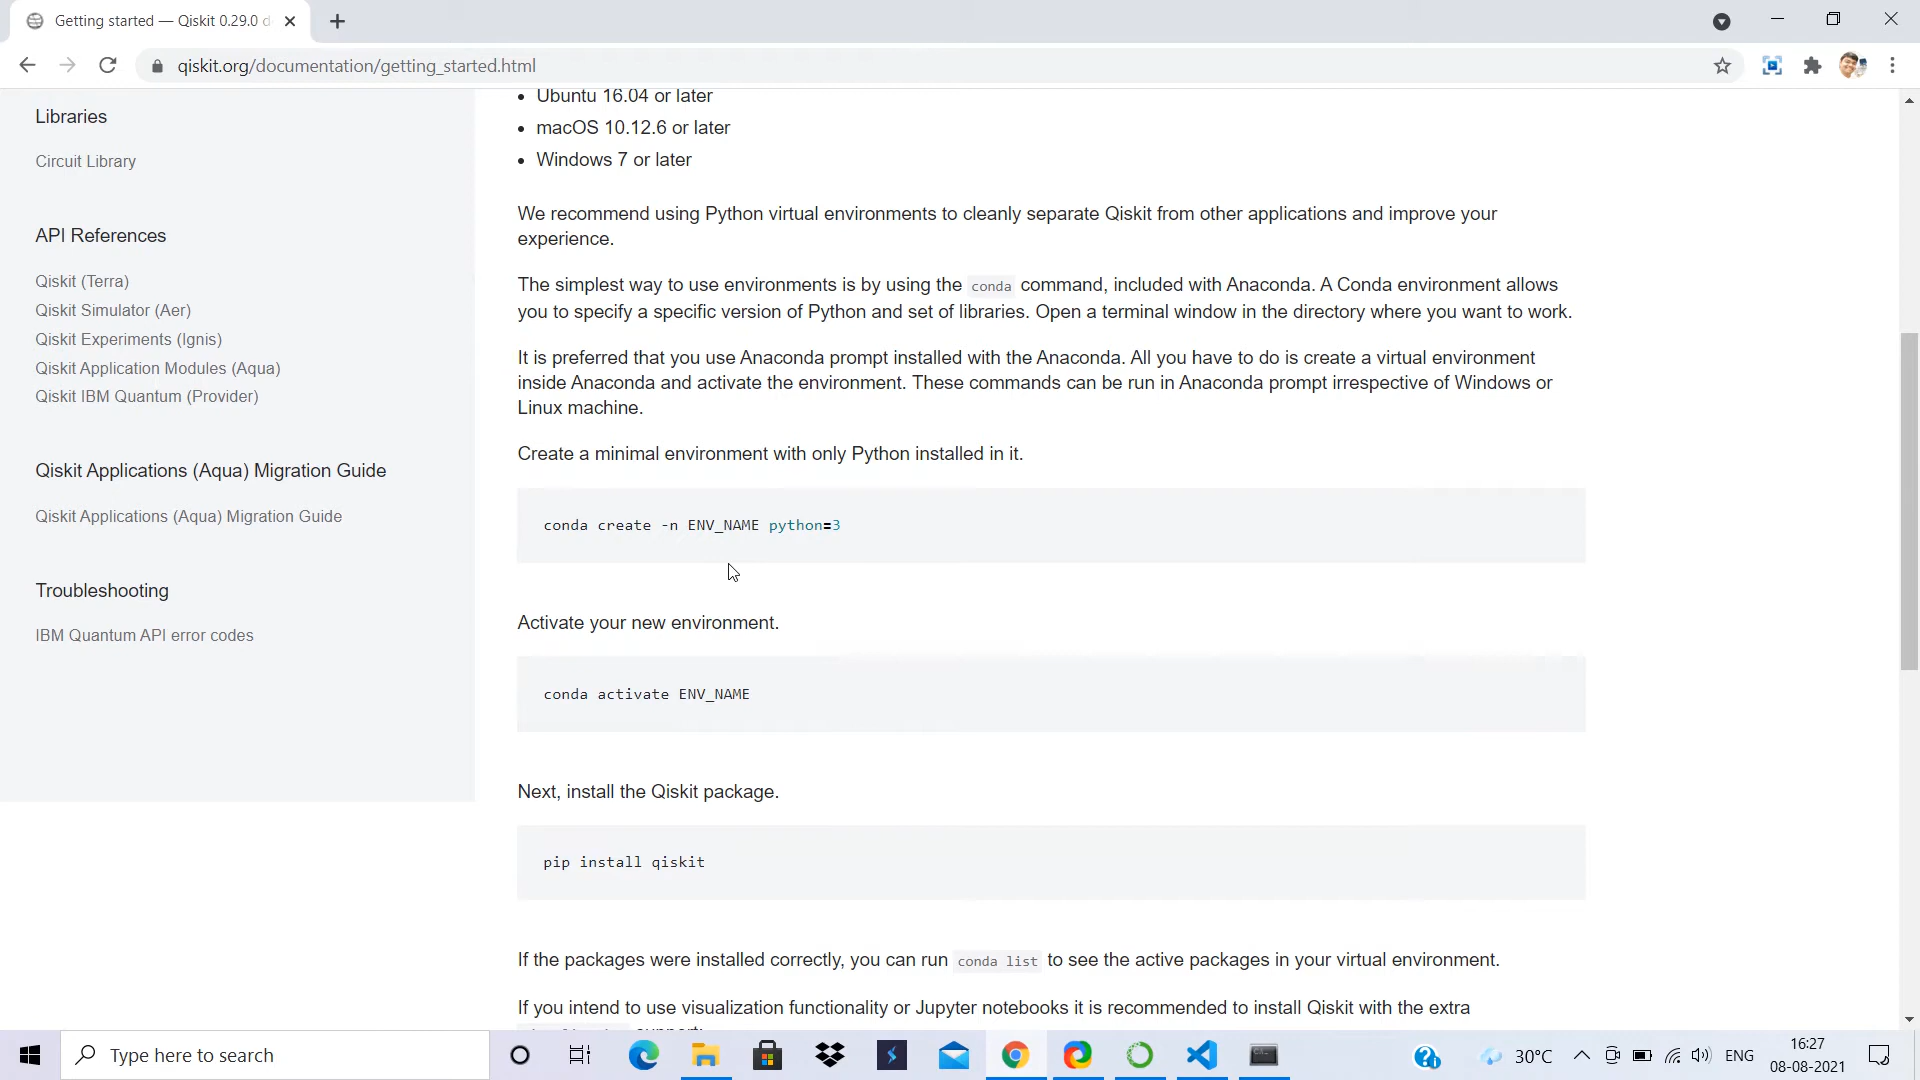 Getting started — Qiskit 0.29.0 d
qiskit.org/documentation/getting_started.html
Libraries
Circuit Library
API References
Qiskit (Terra)
Qiskit Simulator (Aer)
Qiskit Experiments (Ignis)
Qiskit Application Modules (Aqua)
Qiskit IBM Quantum (Provider)
Qiskit Applications (Aqua) Migration Guide
Qiskit Applications (Aqua) Migration Guide
Troubleshooting
IBM Quantum API error codes
• Ubuntu 16.04 or later
• macOS 10.12.6 or later
• Windows 7 or later
We recommend using Python virtual environments to cleanly separate Qiskit from other applications and improve your
experience.
The simplest way to use environments is by using the conda command, included with Anaconda. A Conda environment allows
you to specify a specific version of Python and set of libraries. Open a terminal window in the directory where you want to work.
It is preferred that you use Anaconda prompt installed with the Anaconda. All you have to do is create a virtual environment
inside Anaconda and activate the environment. These commands can be run in Anaconda prompt irrespective of Windows or
Linux machine.
Create a minimal environment with only Python installed in it.
conda create -n ENV_NAME python=3
Activate your new environment.
conda activate ENV_NAME
Next, install the Qiskit package.
pip install qiskit
If the packages were installed correctly, you can run conda list to see the active packages in your virtual environment.
If you intend to use visualization functionality or Jupyter notebooks it is recommended to install Qiskit with the extra
Type here to search
30°C
ENG
16:27
08-08-2021